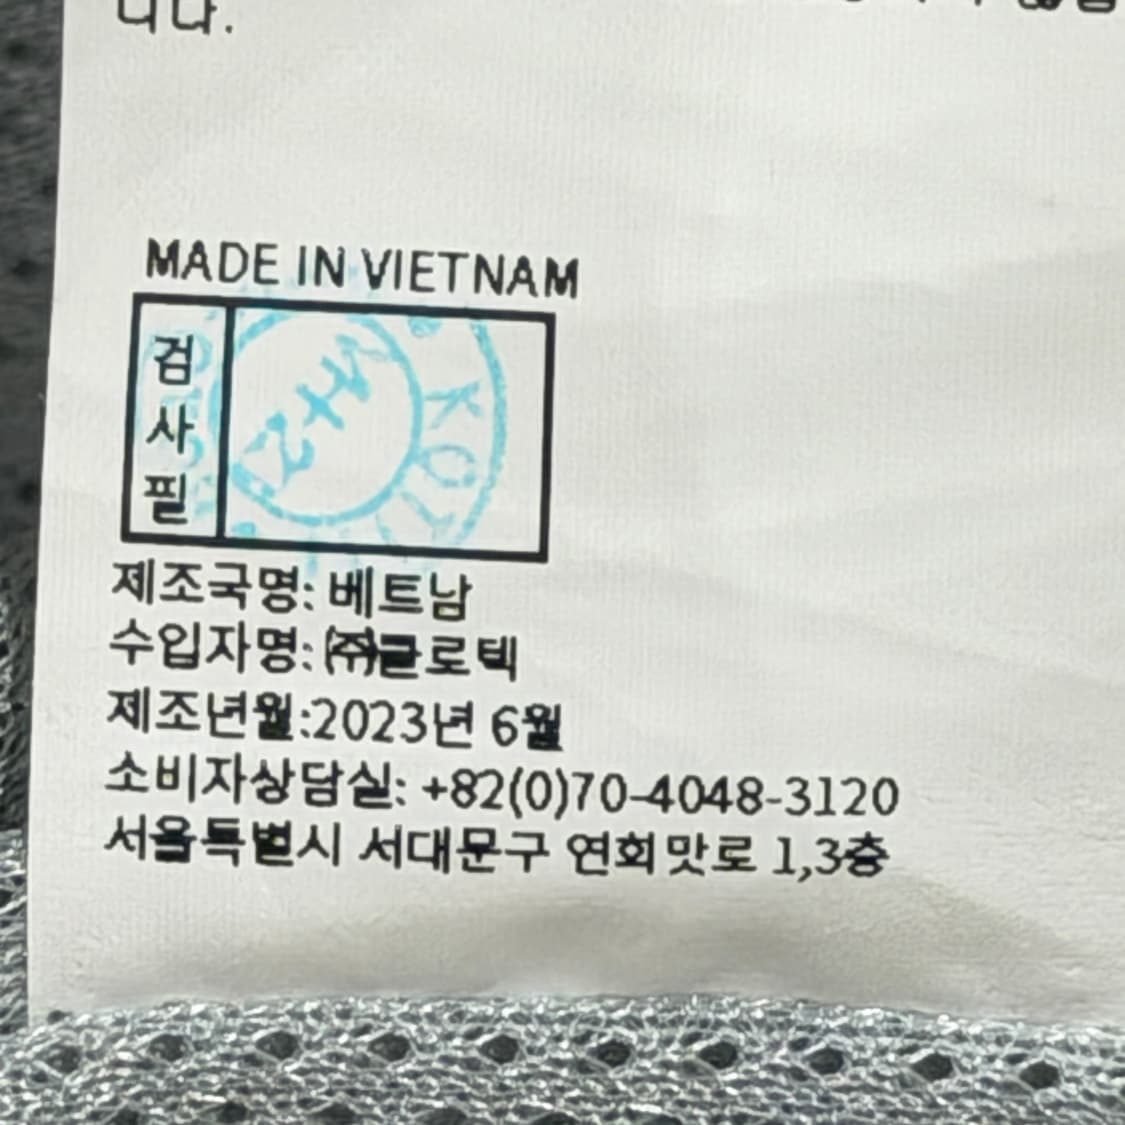 니다.
MADE IN VIETNAM
검
사
필
제조국명: 베트남
수입자명: ㈜글로텍
제조년월:2023년 6월
소비자상담실: +82(0)70-4048-3120
서울특별시 서대문구 연희맛로 1,3층